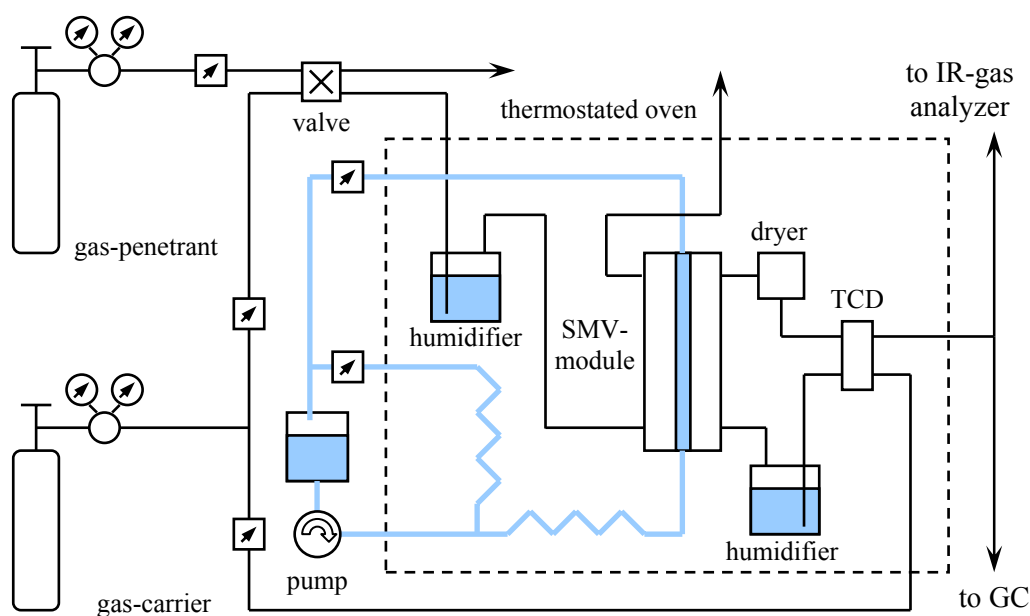 to IR-gas
analyzer
thermostated oven
valve
gas-penetrant
dryer
TCD
humidifier
SMV-
module
pump
humidifier
gas-carrier
to GC